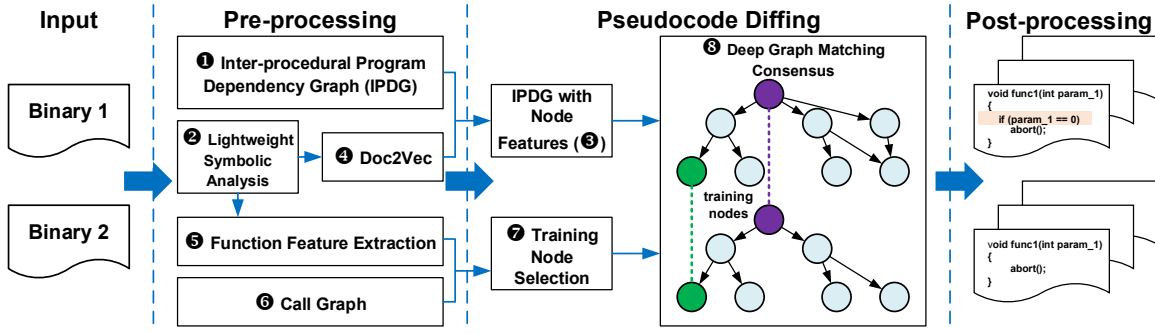 Input
Pre-processing
Pseudocode Diffing
Post-processing
Binary 1
Binary 2
❶ Inter-procedural Program
Dependency Graph (IPDG)
❷ Lightweight
Symbolic
Analysis
❹ Doc2Vec
❺ Function Feature Extraction
❻ Call Graph
IPDG with
Node
Features (❸)
❼ Training
Node
Selection
❽ Deep Graph Matching
Consensus
training
nodes
void func1(int param_1)
{
if (param_1 == 0)
abort();
}
void func1(int param_1)
{
abort();
}